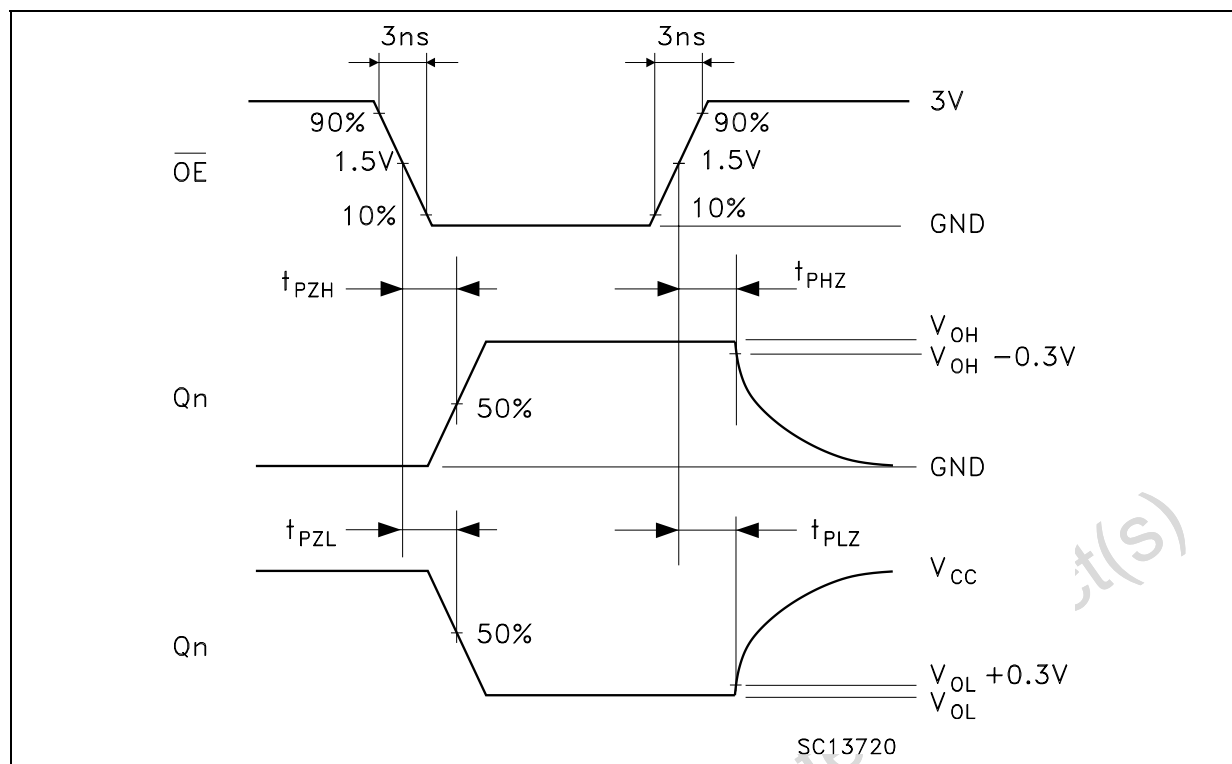 3ns 3ns
3V
90% 90%
OE 1.5V 1.5V
10% 10%
GND
tPZH tPHZ
VOH
VOH −0.3V
Qn 50%
GND
tPZL tPLZ
VCC
ct(s)
Qn 50%
VOL +0.3V
VOL
SC13720